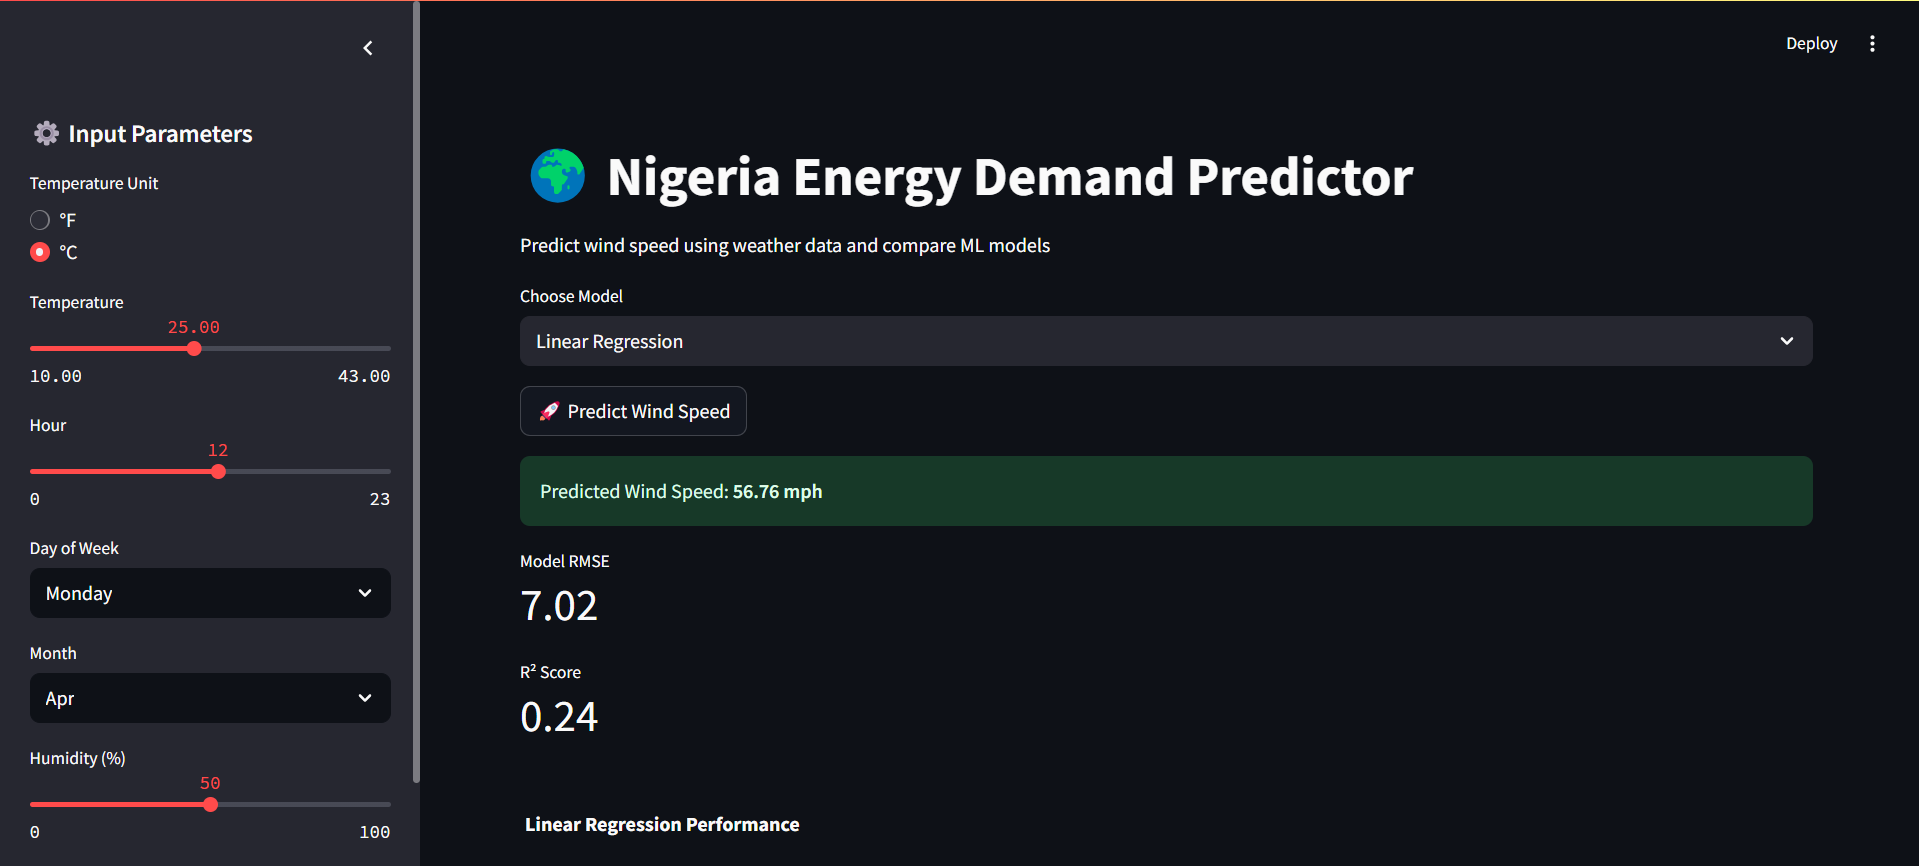 Deploy
Input Parameters
Temperature Unit
°F
°C
Temperature
25.00
10.00 43.00
Hour
12
0 23
Day of Week
Monday
Month
Apr
Humidity (%)
50
0 100
Nigeria Energy Demand Predictor
Predict wind speed using weather data and compare ML models
Choose Model
Linear Regression
Predict Wind Speed
Predicted Wind Speed: 56.76 mph
Model RMSE
7.02
R² Score
0.24
Linear Regression Performance